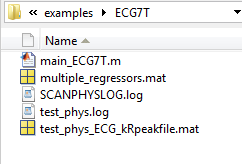 examples ▸ ECG7T
Name
main_ECG7T.m
multiple_regressors.mat
SCANPHYSLOG.log
test_phys.log
test_phys_ECG_kRpeakfile.mat